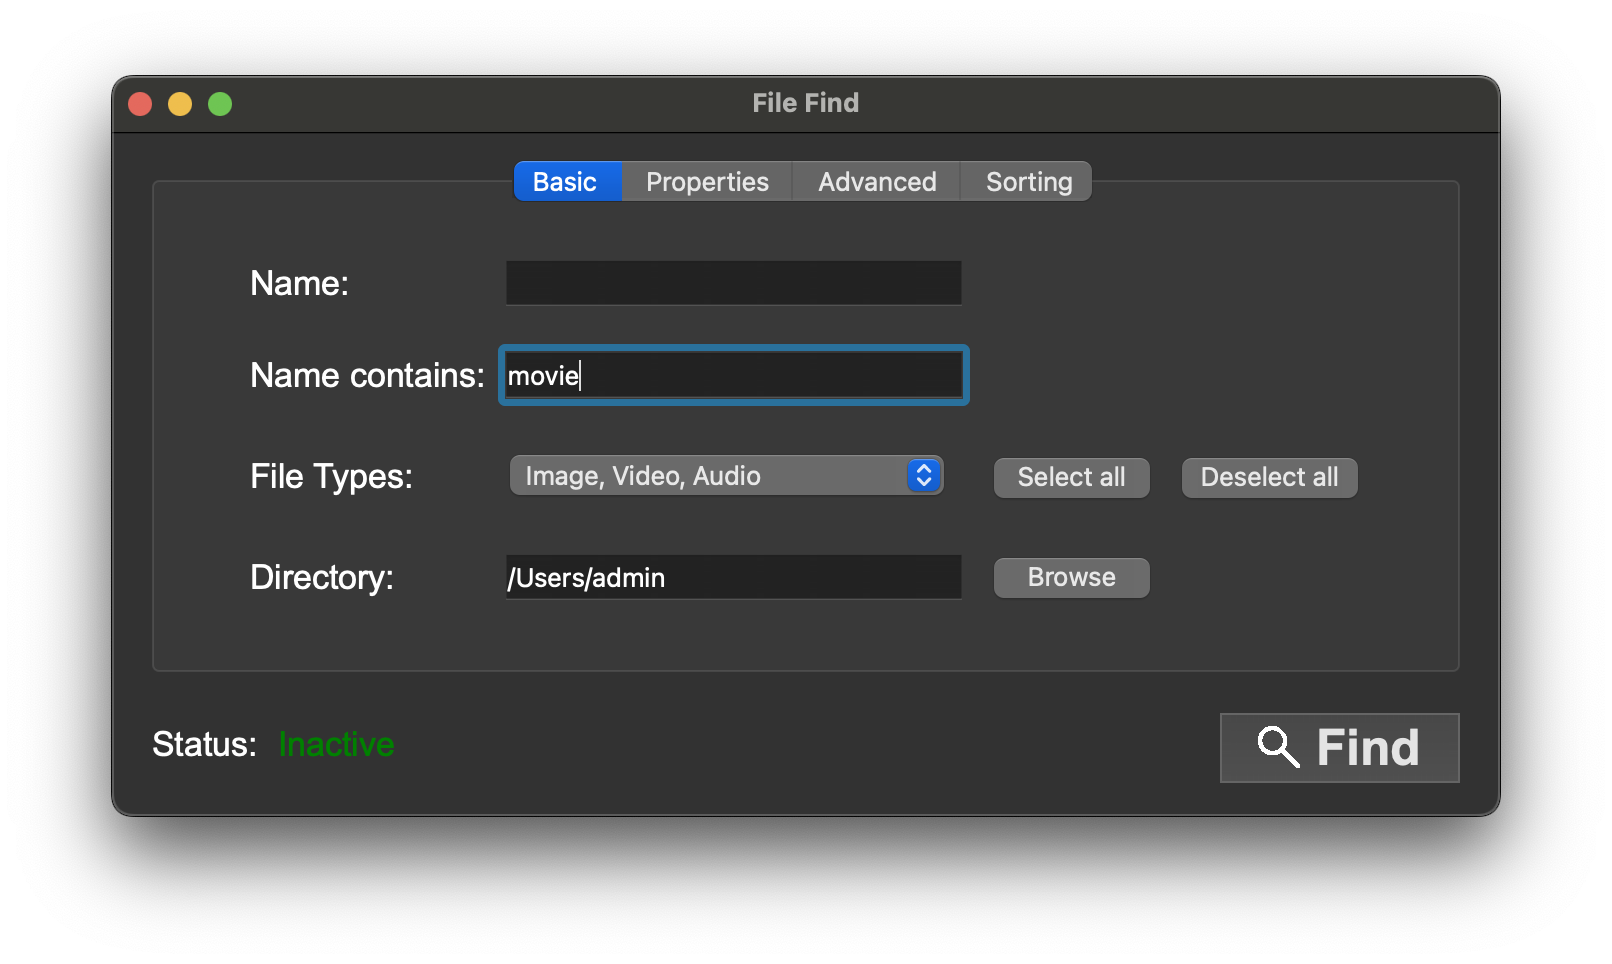 File Find
Basic Properties Advanced Sorting
Name:
Name contains: movie
File Types: Image, Video, Audio Select all Deselect all
Directory: /Users/admin Browse
Status: Inactive Find